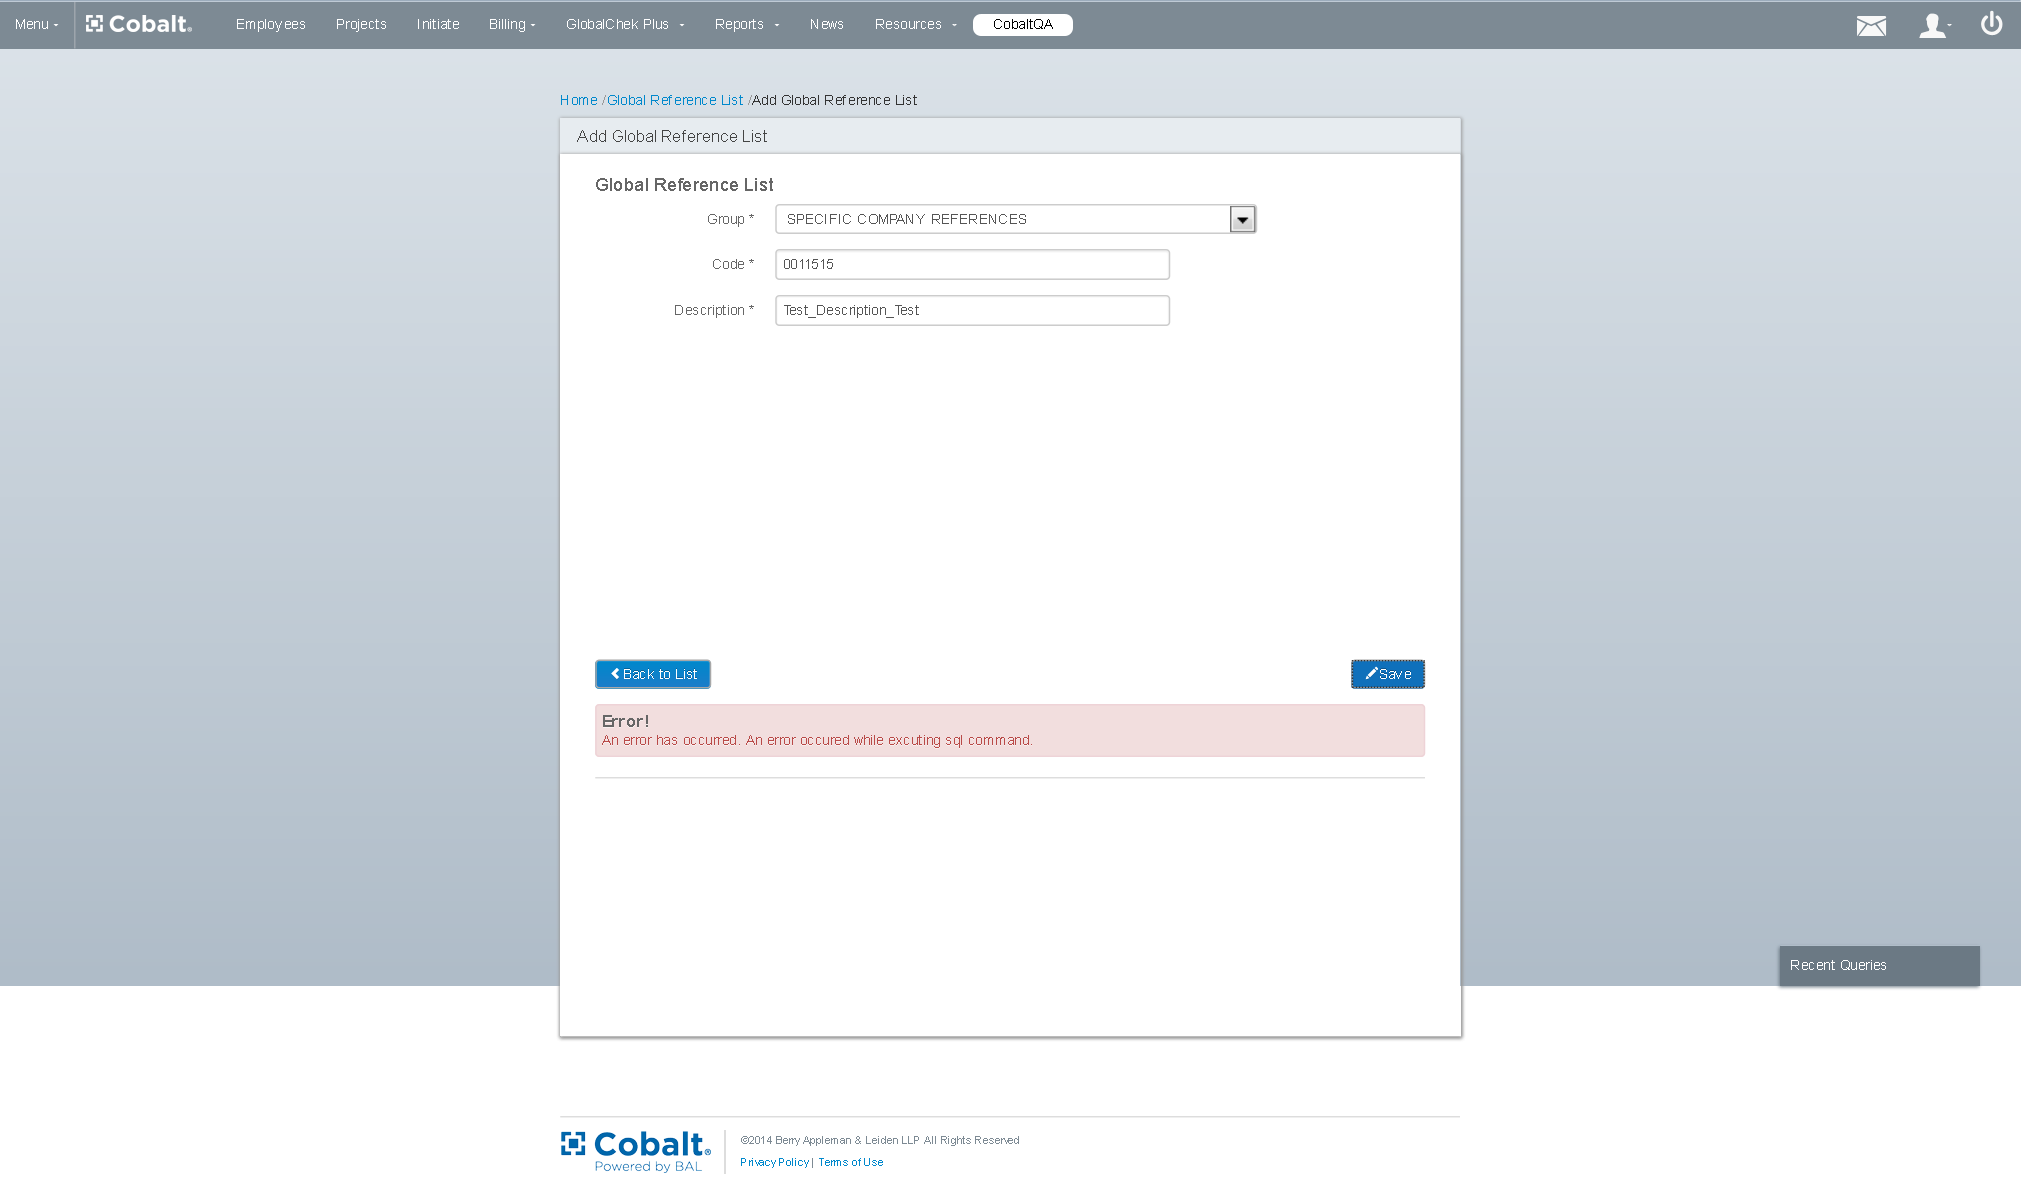 Menu
Cobalt.
Employees
Projects
Initiate
Billing
GlobalChek Plus
Reports
News
Resources
CobaltQA
Home /Global Reference List /Add Global Reference List
Add Global Reference List
Global Reference List
Group *
SPECIFIC COMPANY REFERENCES
Code *
0011515
Description *
Test_Description_Test
Back to List
Save
Error!
An error has occurred. An error occured while excuting sql command.
Recent Queries
Cobalt®
Powered by BAL
©2014 Berry Appleman & Leiden LLP All Rights Reserved
Privacy Policy | Terms of Use